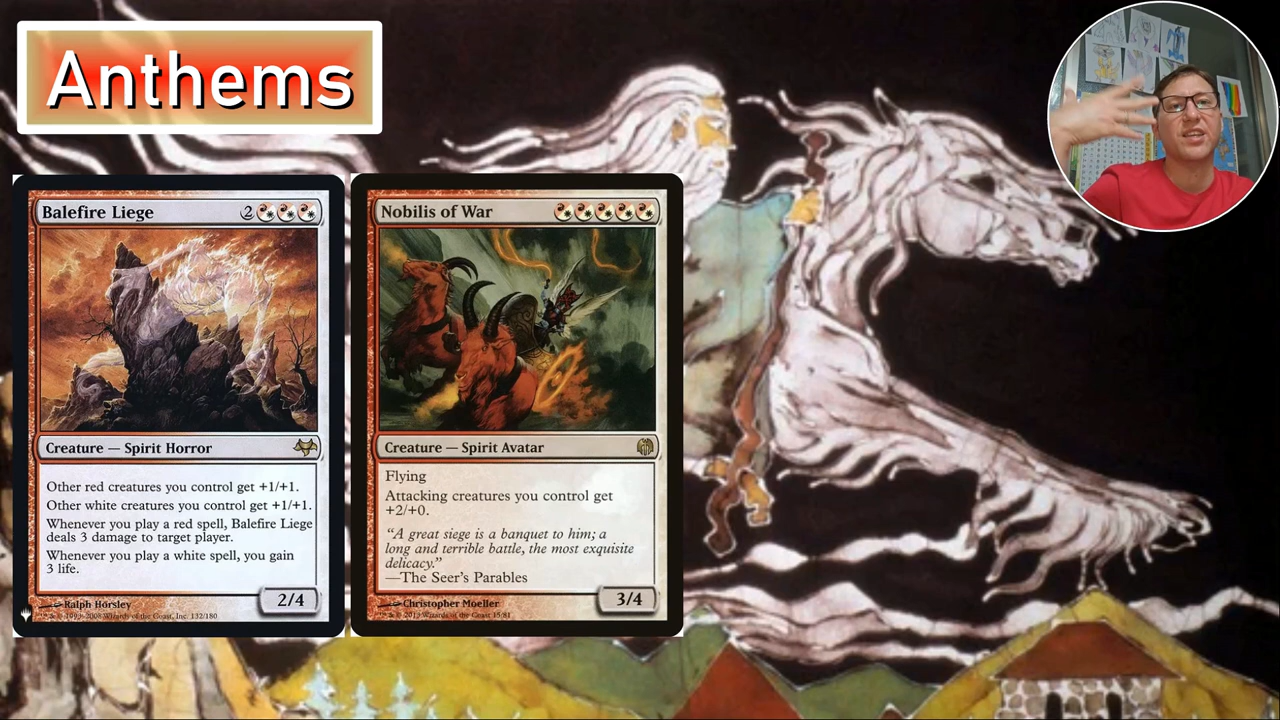 Anthems
Balefire Liege
2
Creature — Spirit Horror
Other red creatures you control get +1/+1.
Other white creatures you control get +1/+1.
Whenever you play a red spell, Balefire Liege
deals 3 damage to target player.
Whenever you play a white spell, you gain
3 life.
2/4
Ralph Horsley
Nobilis of War
Creature — Spirit Avatar
Flying
Attacking creatures you control get
+2/+0.
“A great siege is a banquet to him; a
long and terrible battle, the most exquisite
delicacy.”
—The Seer's Parables
3/4
Christopher Moeller